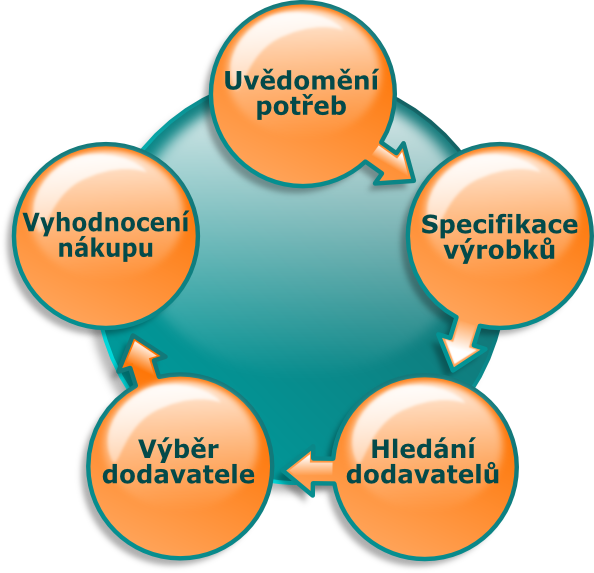 Uvědomění
potřeb
Specifikace
výrobků
Hledání
dodavatelů
Výběr
dodavatele
Vyhodnocení
nákupu